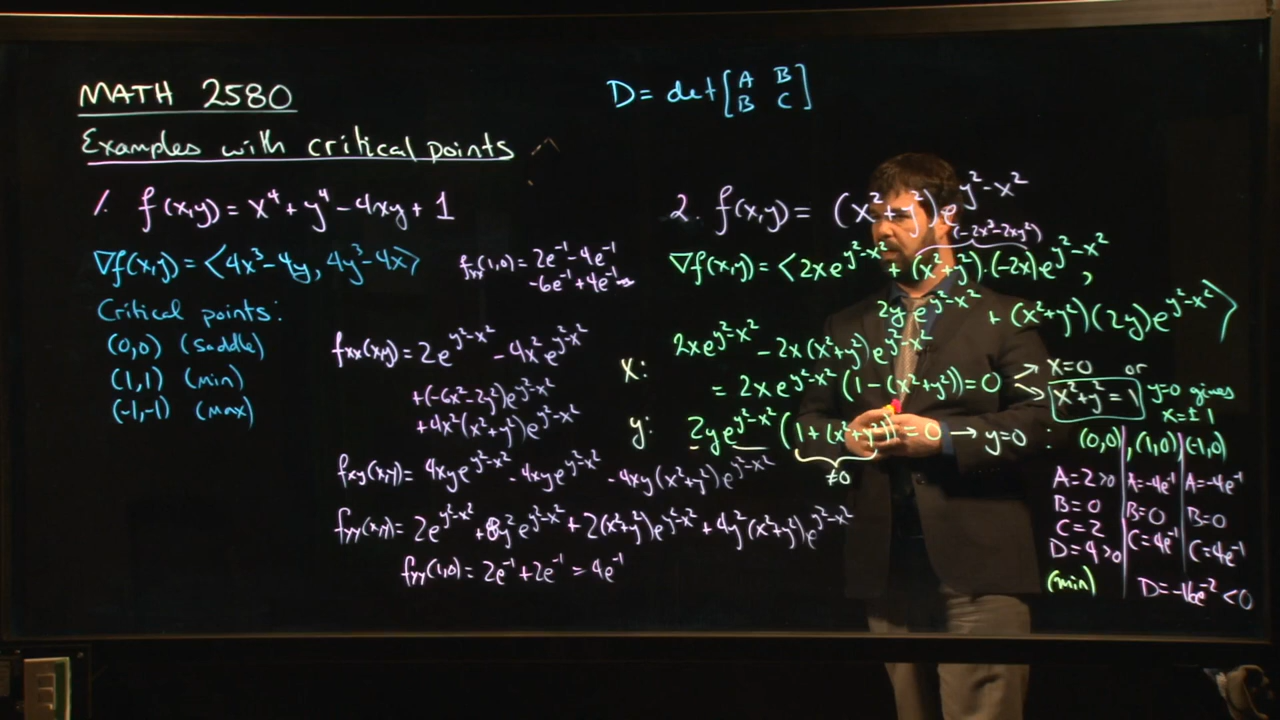 MATH 2580
Examples with critical points
D = det [A B
B C]
1. f(x,y) = x⁴ + y⁴ − 4xy + 1
∇f(x,y) = ⟨4x³ − 4y, 4y³ − 4x⟩
Critical points:
(0,0) (saddle)
(1,1) (min)
(-1,-1) (max)
fxx(1,0) = 2e⁻¹ − 4e⁻¹
−6e⁻¹ + 4e⁻¹
fxx(x,y) = 2e^{y²−x²} − 4x²e^{y²−x²}
+(−6x²−2y²)e^{y²−x²}
+4x²(x²+y²)e^{y²−x²}
fxy(x,y) = 4xye^{y²−x²} − 4xye^{y²−x²} − 4xy(x²+y²)e^{y²−x²}
fyy(x,y) = 2e^{y²−x²} + 8y²e^{y²−x²} + 2(x²+y²)e^{y²−x²} + 4y²(x²+y²)e^{y²−x²}
fyy(1,0) = 2e⁻¹ + 2e⁻¹ = 4e⁻¹
2. f(x,y) = (x²+y²)e^{y²−x²}
(−2x³−2xy²)
∇f(x,y) = ⟨2xe^{y²−x²} + (x²+y²)·(−2x)e^{y²−x²},
2ye^{y²−x²} + (x²+y²)(2y)e^{y²−x²}⟩
x: 2xe^{y²−x²} − 2x(x²+y²)e^{y²−x²}
= 2xe^{y²−x²}(1−(x²+y²)) = 0 → x=0 or
→ x²+y² = 1 y=0 gives
x=±1
y: 2ye^{y²−x²}(1+(x²+y²)) = 0 → y=0 : (0,0), (1,0), (-1,0)
≠0
A=2>0 A=−4e⁻¹ A=−4e⁻¹
B=0 B=0 B=0
C=2 C=4e⁻¹ C=4e⁻¹
D=4>0
(min) D=−16e⁻²<0